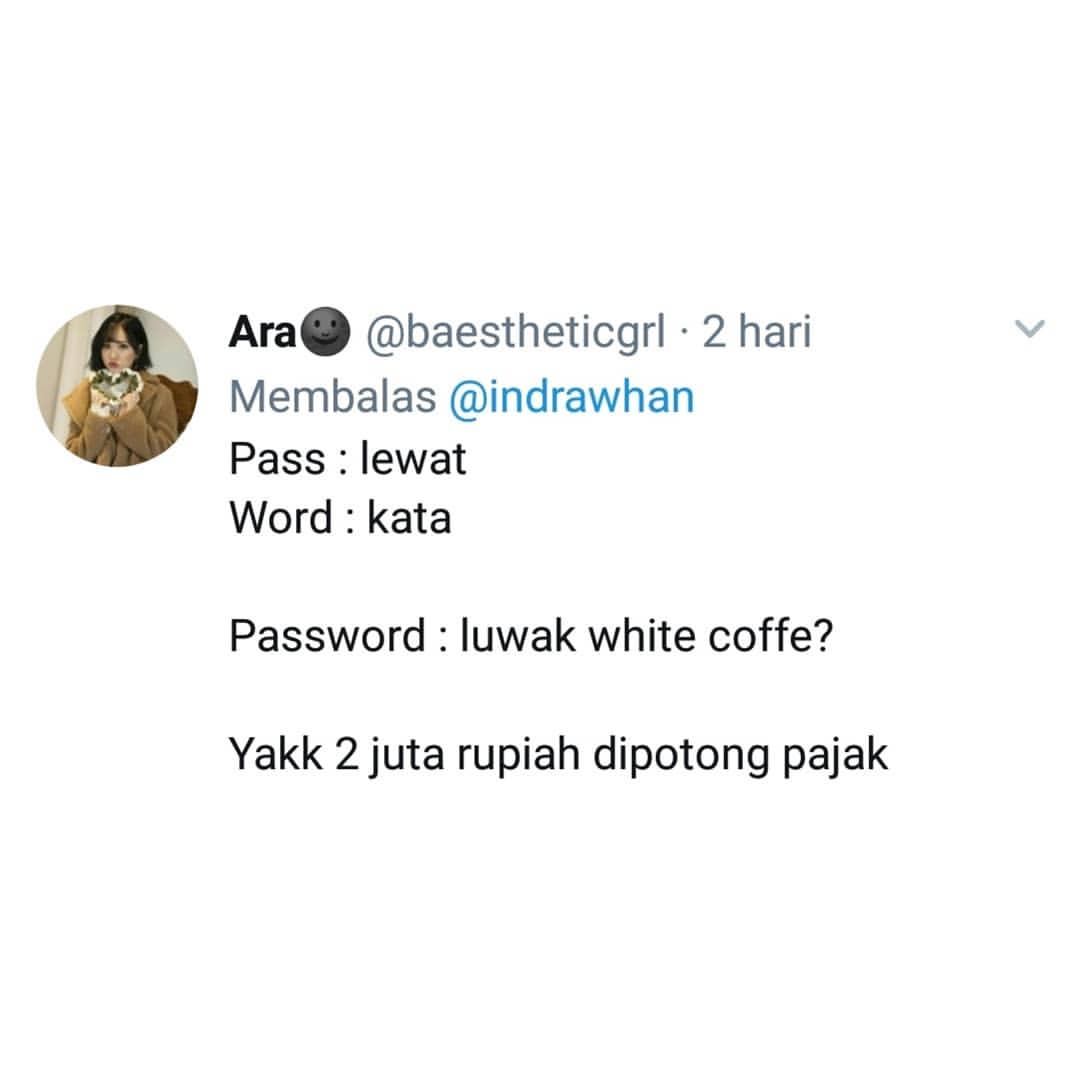 Ara🌚 @baestheticgrl · 2 hari
Membalas @indrawhan
Pass : lewat
Word : kata
Password : luwak white coffe?
Yakk 2 juta rupiah dipotong pajak